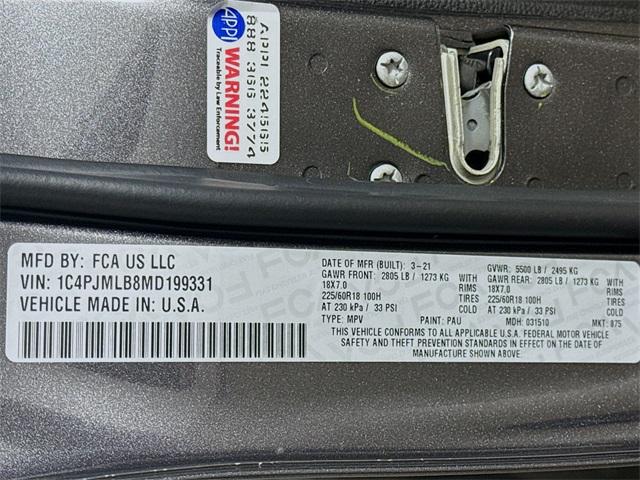 APPI
WARNING!
Traceable by Law Enforcement
APPI 2245655
888 366 3774
MFD BY: FCA US LLC
VIN: 1C4PJMLB8MD199331
VEHICLE MADE IN: U.S.A.
DATE OF MFR (BUILT): 3-21 GVWR: 5500 LB / 2495 KG
GAWR FRONT: 2805 LB / 1273 KG GAWR REAR: 2805 LB / 1273 KG
18X7.0 RIMS 18X7.0 RIMS
225/60R18 100H TIRES 225/60R18 100H TIRES
AT 230 kPa / 33 PSI COLD AT 230 kPa / 33 PSI COLD
TYPE: MPV PAINT: PAU MDH: 031510 MKT: 875
THIS VEHICLE CONFORMS TO ALL APPLICABLE U.S.A. FEDERAL MOTOR VEHICLE
SAFETY AND THEFT PREVENTION STANDARDS IN EFFECT ON THE DATE OF
MANUFACTURE SHOWN ABOVE.